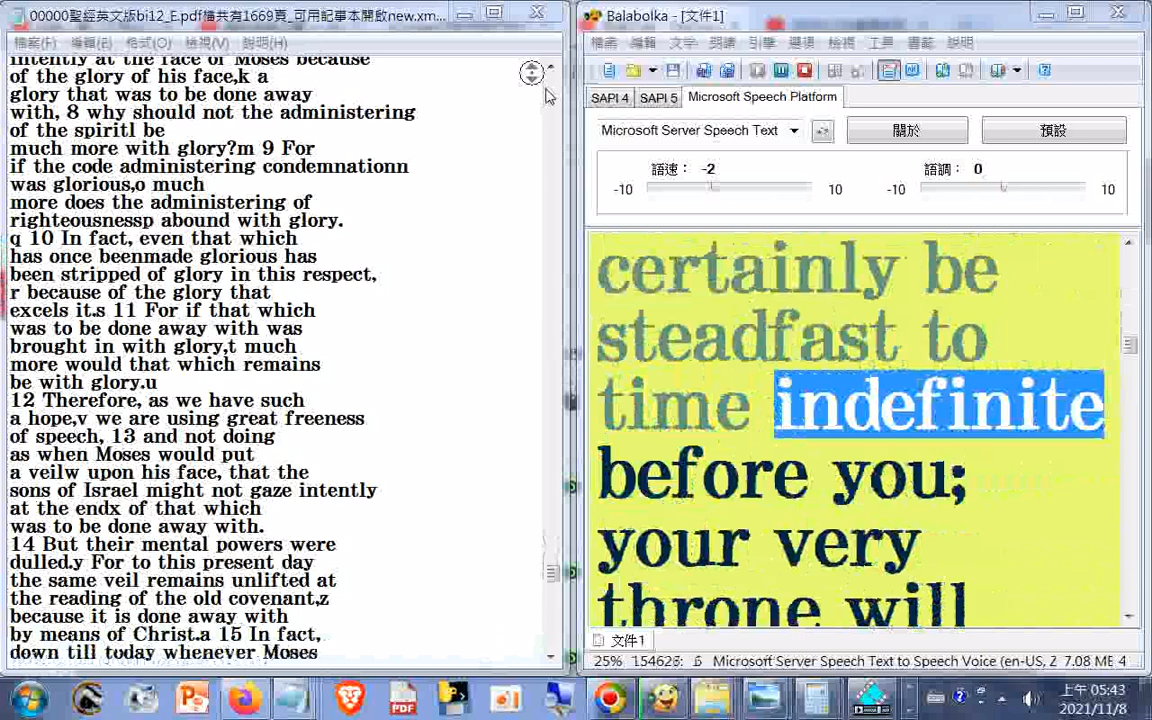 00000聖經英文版bi12_E.pdf檔共有1669頁_可用記事本開啟new.xm...
檔案(F) 編輯(E) 格式(O) 檢視(V) 說明(H)
intently at the face of Moses because
of the glory of his face,k a
glory that was to be done away
with, 8 why should not the administering
of the spiritl be
much more with glory?m 9 For
if the code administering condemnationn
was glorious,o much
more does the administering of
righteousnessp abound with glory.
q 10 In fact, even that which
has once beenmade glorious has
been stripped of glory in this respect,
r because of the glory that
excels it.s 11 For if that which
was to be done away with was
brought in with glory,t much
more would that which remains
be with glory.u
12 Therefore, as we have such
a hope,v we are using great freeness
of speech, 13 and not doing
as when Moses would put
a veilw upon his face, that the
sons of Israel might not gaze intently
at the endx of that which
was to be done away with.
14 But their mental powers were
dulled.y For to this present day
the same veil remains unlifted at
the reading of the old covenant,z
because it is done away with
by means of Christ.a 15 In fact,
down till today whenever Moses
Balabolka - [文件1]
檔案 編輯 文字 朗讀 引擎 選項 檢視 工具 書籤 說明
SAPI 4 SAPI 5 Microsoft Speech Platform
Microsoft Server Speech Text 關於 預設
語速： -2 語調： 0
-10 10 -10 10
certainly be
steadfast to
time indefinite
before you;
your very
throne will
文件1
25% Microsoft Server Speech Text to Speech Voice (en-US, Z 7.08 MB 4
PDF
上午 05:43
2021/11/8